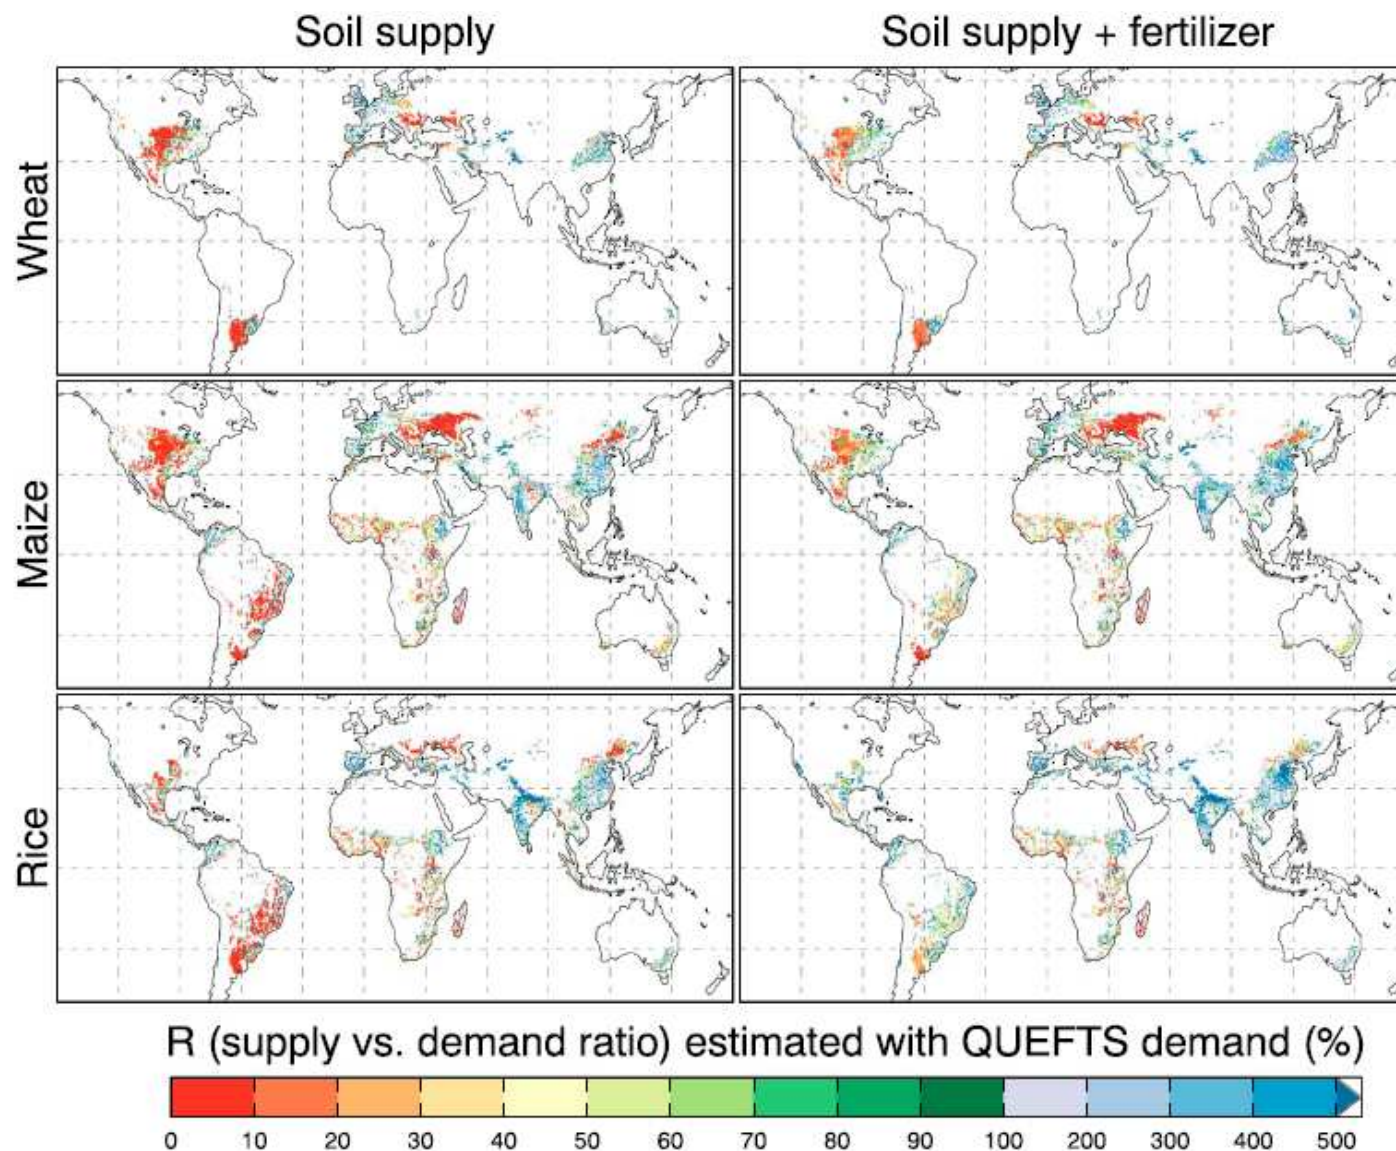 Soil supply
Soil supply + fertilizer
Wheat
Maize
Rice
R (supply vs. demand ratio) estimated with QUEFTS demand (%)
0 10 20 30 40 50 60 70 80 90 100 200 300 400 500